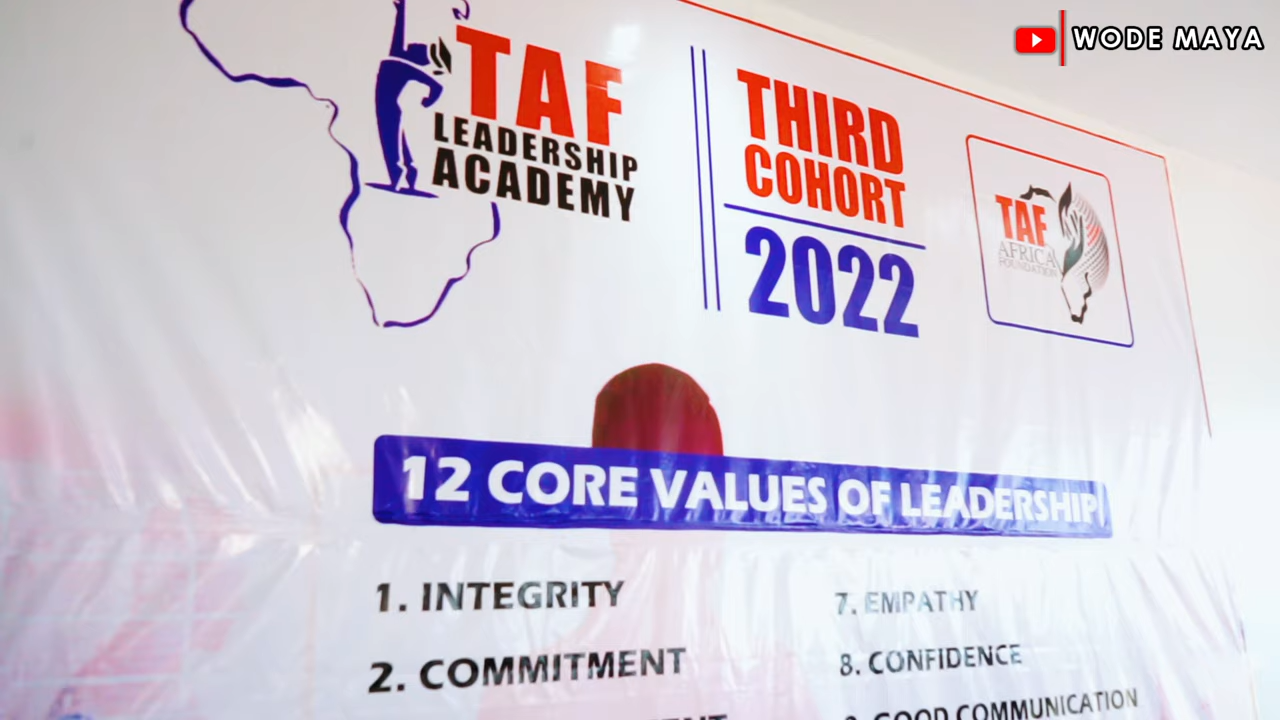 WODE MAYA
TAF
LEADERSHIP
ACADEMY
THIRD
COHORT
2022
TAF
AFRICA
FOUNDATION
12 CORE VALUES OF LEADERSHIP
1. INTEGRITY
2. COMMITMENT
7. EMPATHY
8. CONFIDENCE
GOOD COMMUNICATION